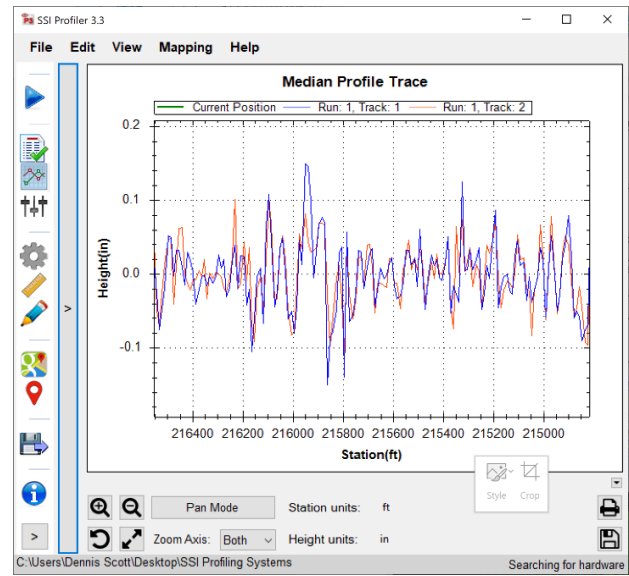 SSI Profiler 3.3
File Edit View Mapping Help
Median Profile Trace
Current Position Run: 1, Track: 1 Run: 1, Track: 2
0.2
0.1
0.0
-0.1
Height(in)
216400 216200 216000 215800 215600 215400 215200 215000
Station(ft)
>
Style Crop
Pan Mode Station units: ft
> Zoom Axis: Both Height units: in
C:\Users\Dennis Scott\Desktop\SSI Profiling Systems Searching for hardware